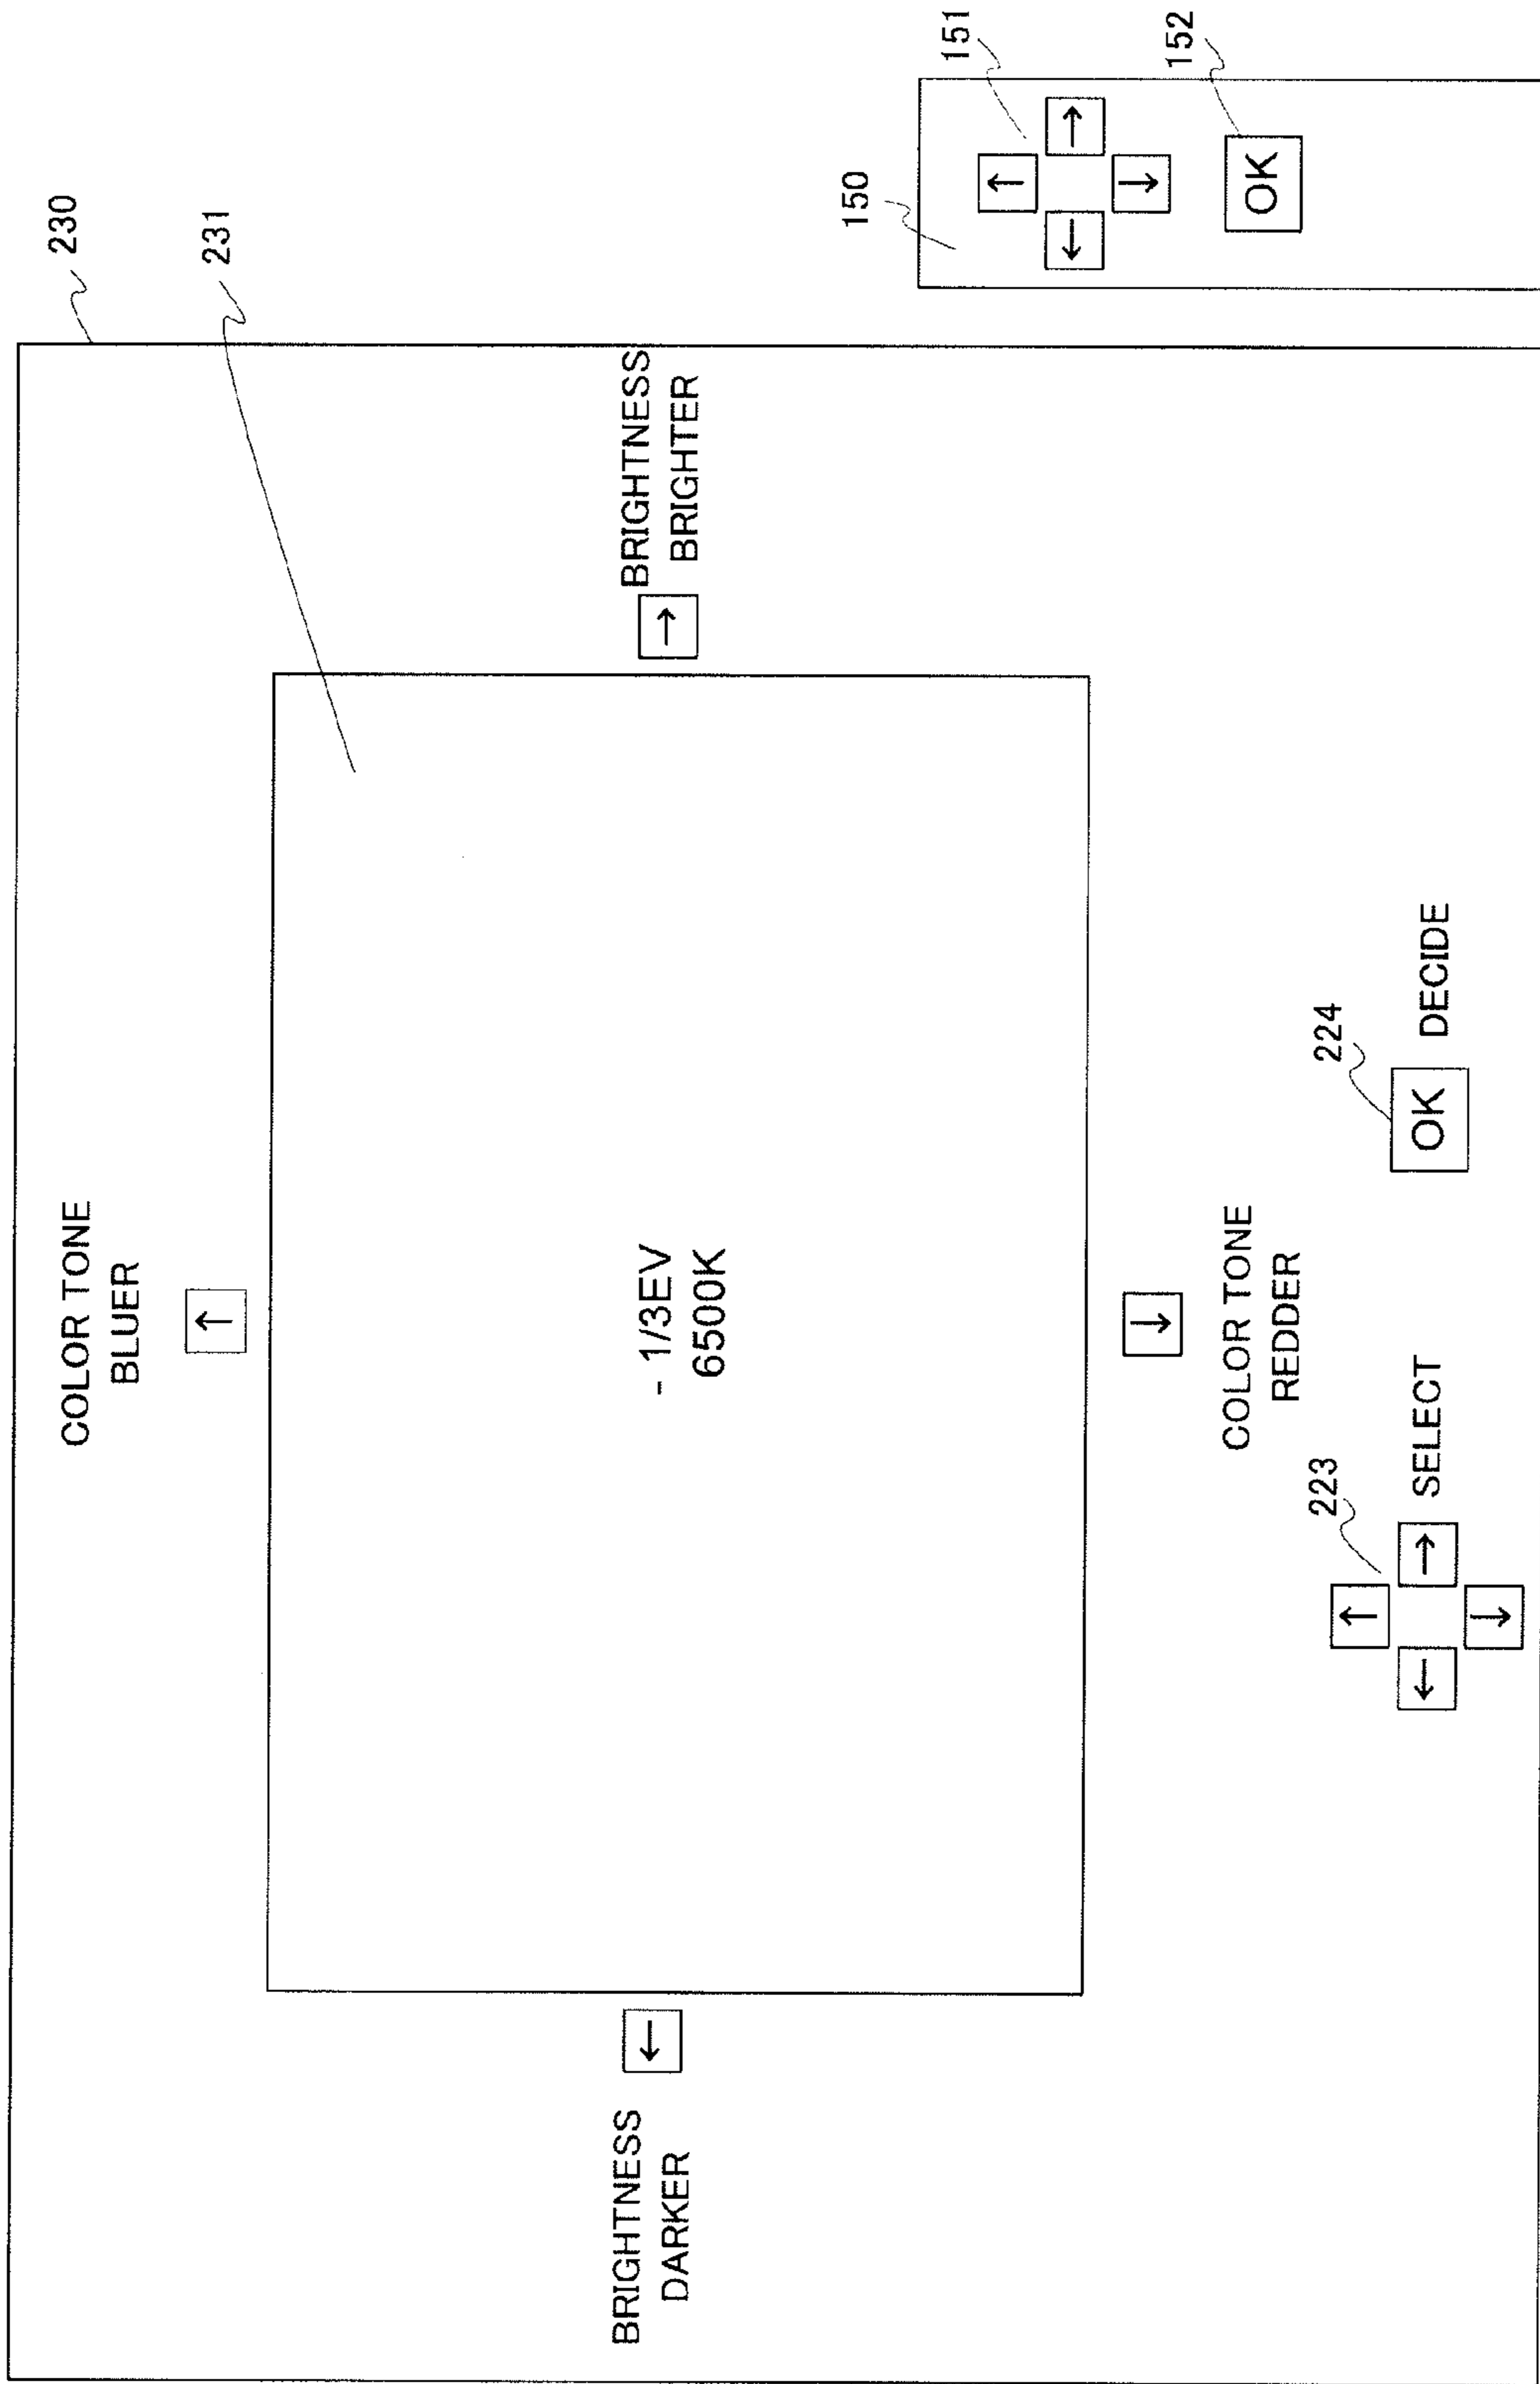 230
231
COLOR TONE
BLUER
↑
BRIGHTNESS
DARKER
←
- 1/3EV
6500K
→
BRIGHTNESS
BRIGHTER
↓
COLOR TONE
REDDER
223
↑
←
→
↓
SELECT
224
OK
DECIDE
150
151
↑
←
→
↓
152
OK